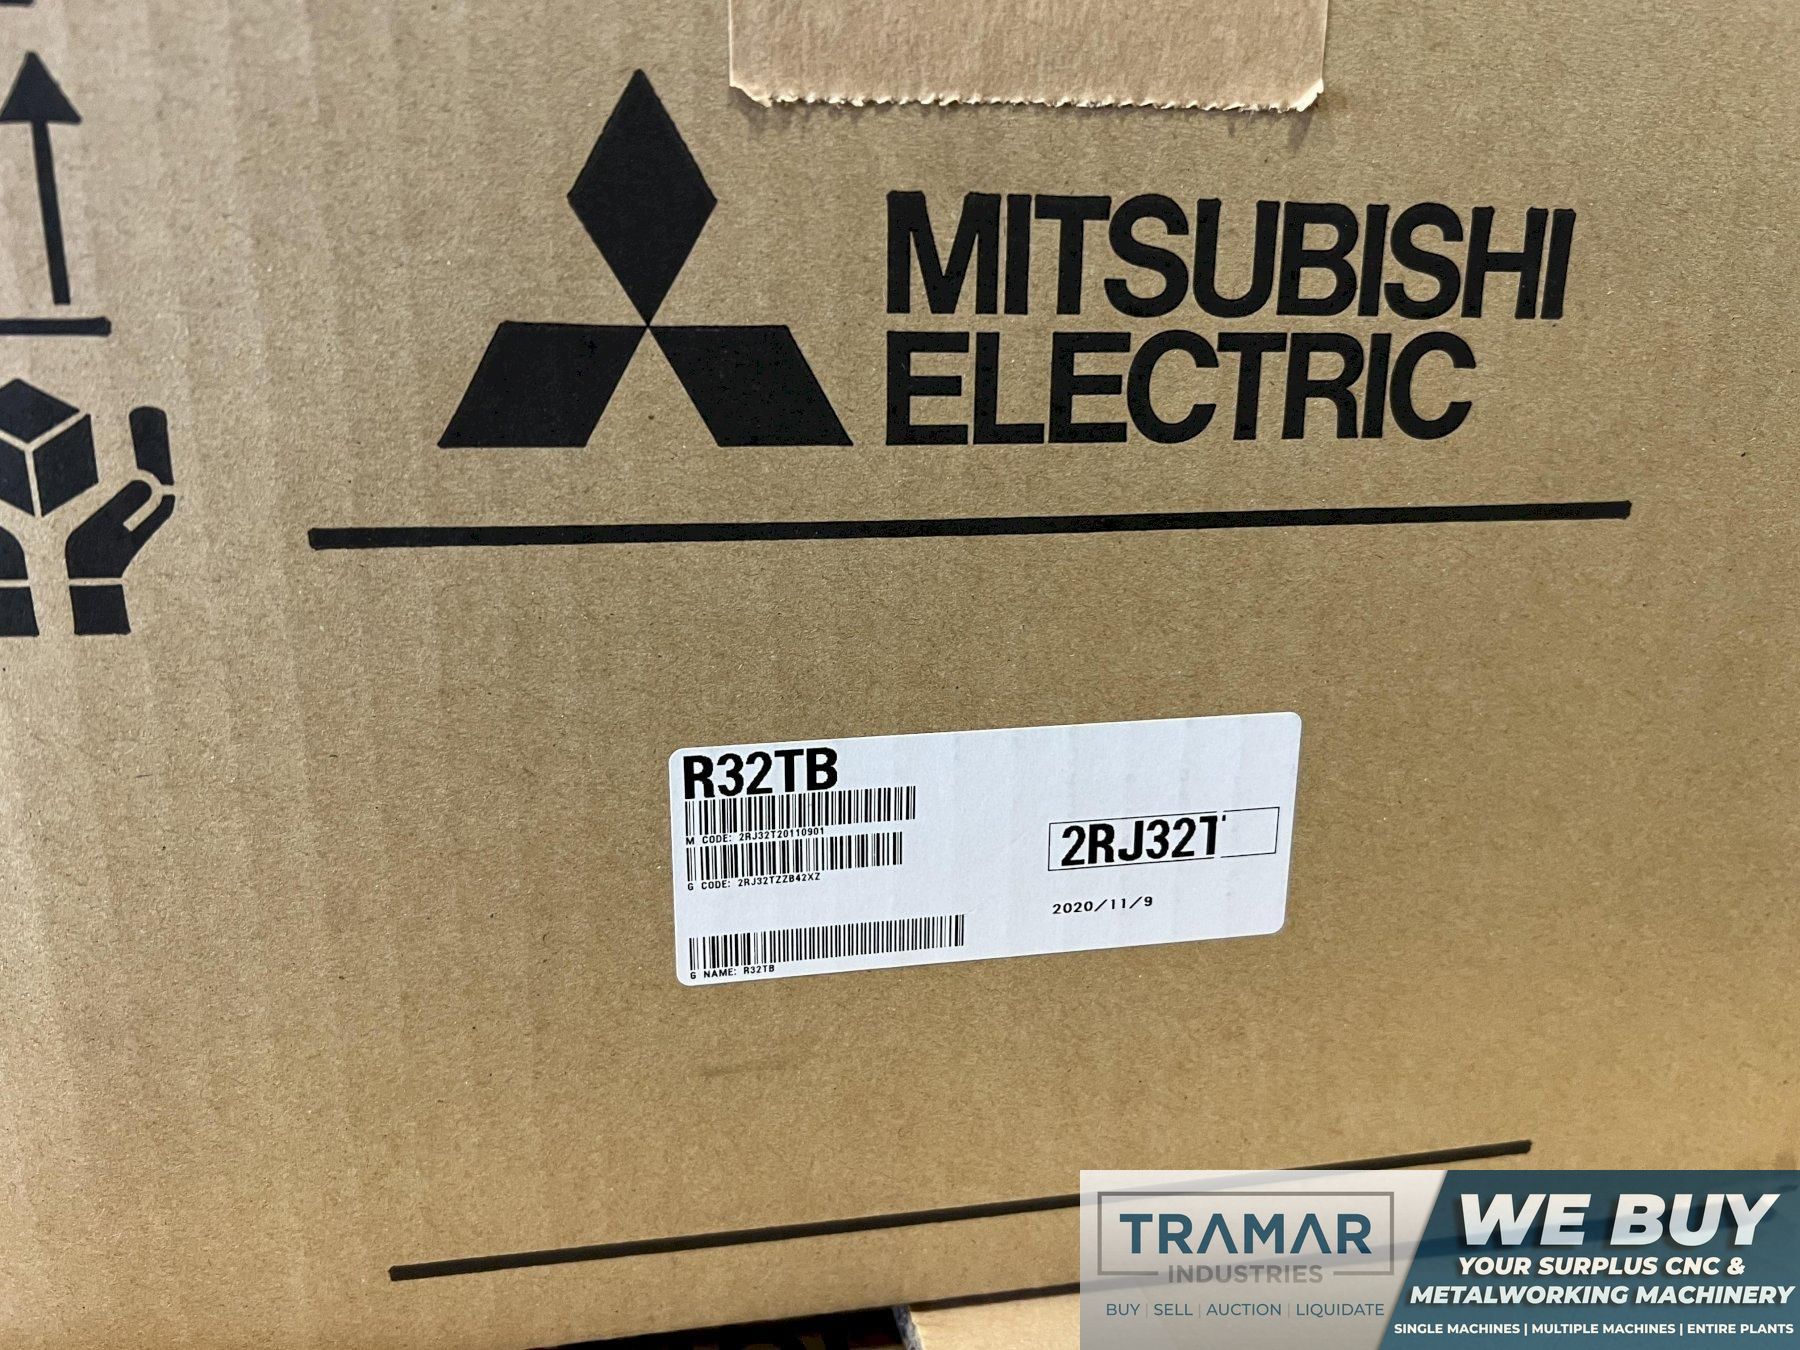 MITSUBISHI
ELECTRIC
R32TB
M CODE: 2RJ32T20110901
G CODE: 2RJ32TZZB42XZ
2RJ32T
2020/11/9
G NAME: R32TB
TRAMAR
INDUSTRIES
BUY | SELL | AUCTION | LIQUIDATE
WE BUY
YOUR SURPLUS CNC &
METALWORKING MACHINERY
SINGLE MACHINES | MULTIPLE MACHINES | ENTIRE PLANTS